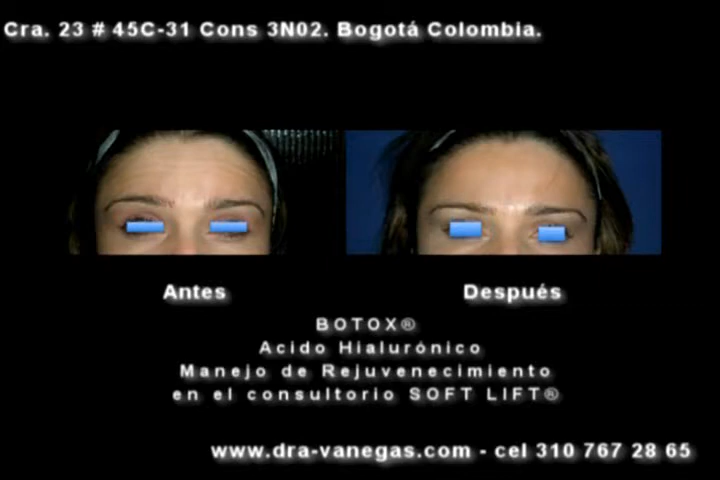 Cra. 23 # 45C-31 Cons 3N02. Bogotá Colombia.
Antes
Después
BOTOX®
Acido Hialurónico
Manejo de Rejuvenecimiento
en el consultorio SOFT LIFT®
www.dra-vanegas.com - cel 310 767 28 65